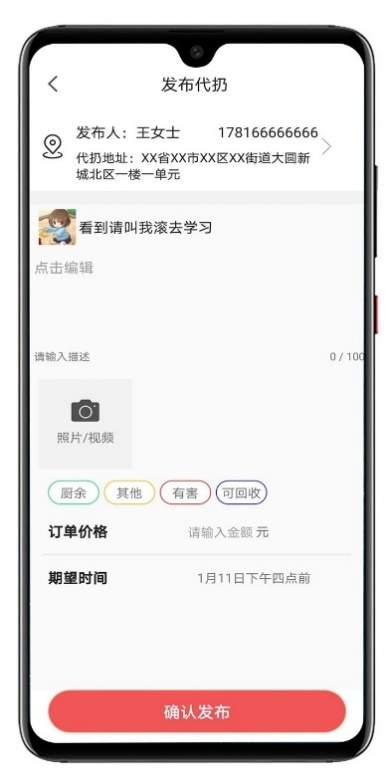 发布代扔
发布人：王女士 178166666666
代扔地址：XX省XX市XX区XX街道大圆新
城北区一楼一单元
看到请叫我滚去学习
点击编辑
请输入描述 0 / 100
照片/视频
厨余 其他 有害 可回收
订单价格 请输入金额 元
期望时间 1月11日下午四点前
确认发布